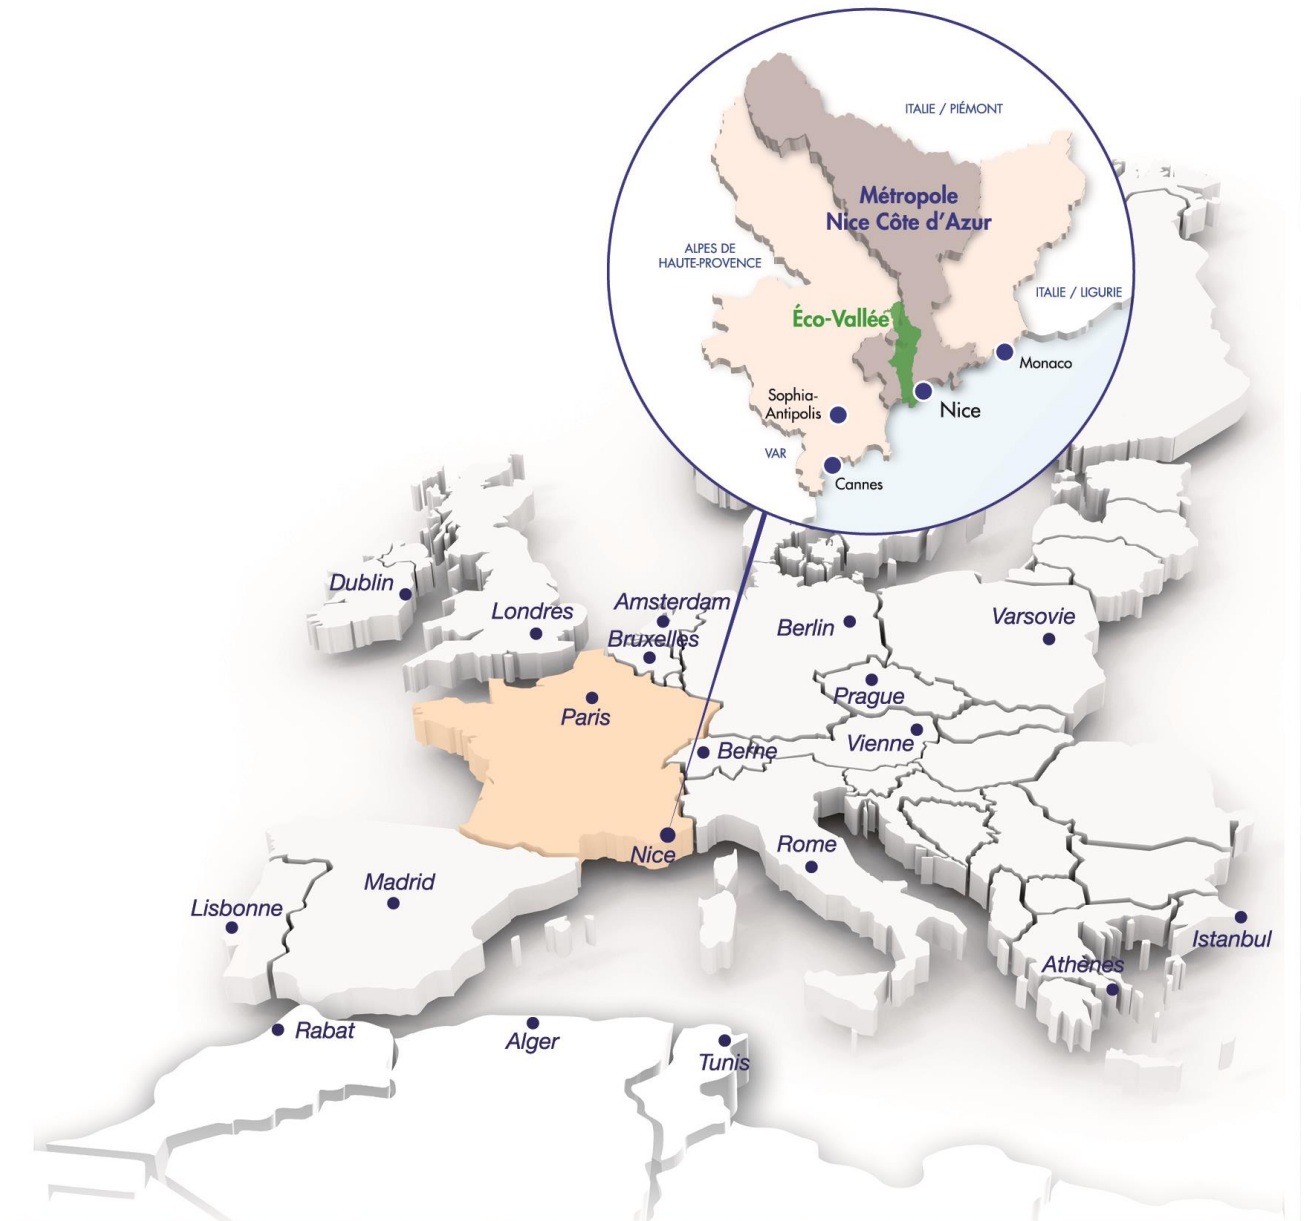 ITALIE / PIÉMONT
Métropole
Nice Côte d'Azur
ALPES DE
HAUTE-PROVENCE
ITALIE / LIGURIE
Éco-Vallée
Monaco
Sophia-
Antipolis
Nice
VAR
Cannes
Dublin
Londres
Amsterdam
Bruxelles
Berlin
Varsovie
Prague
Paris
Berne
Vienne
Nice
Rome
Madrid
Lisbonne
Istanbul
Athènes
Rabat
Alger
Tunis